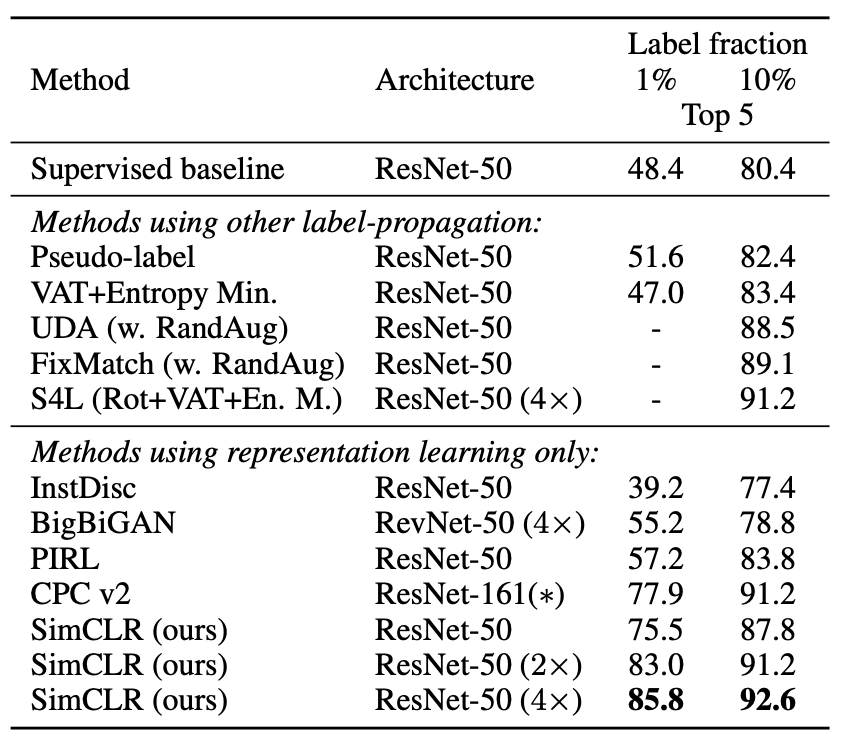 Label fraction
Method Architecture 1% 10%
Top 5
Supervised baseline ResNet-50 48.4 80.4
Methods using other label-propagation:
Pseudo-label ResNet-50 51.6 82.4
VAT+Entropy Min. ResNet-50 47.0 83.4
UDA (w. RandAug) ResNet-50 - 88.5
FixMatch (w. RandAug) ResNet-50 - 89.1
S4L (Rot+VAT+En. M.) ResNet-50 (4×) - 91.2
Methods using representation learning only:
InstDisc ResNet-50 39.2 77.4
BigBiGAN RevNet-50 (4×) 55.2 78.8
PIRL ResNet-50 57.2 83.8
CPC v2 ResNet-161(∗) 77.9 91.2
SimCLR (ours) ResNet-50 75.5 87.8
SimCLR (ours) ResNet-50 (2×) 83.0 91.2
SimCLR (ours) ResNet-50 (4×) 85.8 92.6